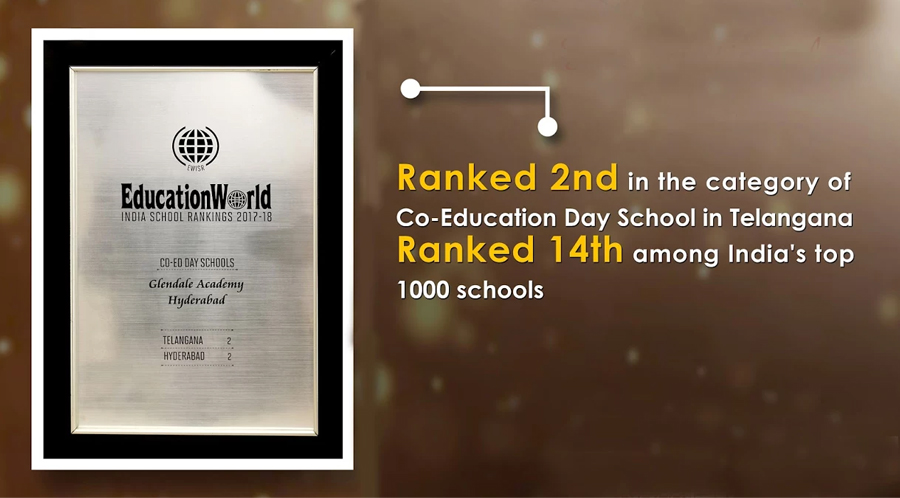 EWISR
EducationWorld
INDIA SCHOOL RANKINGS 2017-18
CO-ED DAY SCHOOLS
Glendale Academy
Hyderabad
TELANGANA 2
HYDERABAD 2
Ranked 2nd in the category of
Co-Education Day School in Telangana
Ranked 14th among India's top
1000 schools